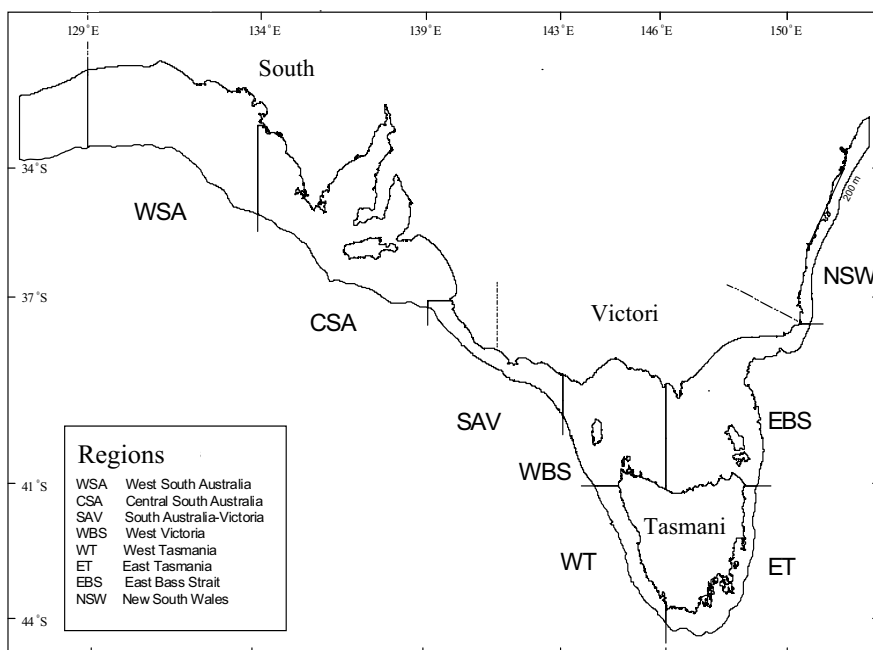 129˚E 134˚E 139˚E 143˚E 146˚E 150˚E
South
34˚S
200 m
WSA
NSW
37˚S
CSA
Victori
SAV
EBS
WBS
41˚S
Tasmani
WT
ET
44˚S
Regions
WSA West South Australia
CSA Central South Australia
SAV South Australia-Victoria
WBS West Victoria
WT West Tasmania
ET East Tasmania
EBS East Bass Strait
NSW New South Wales